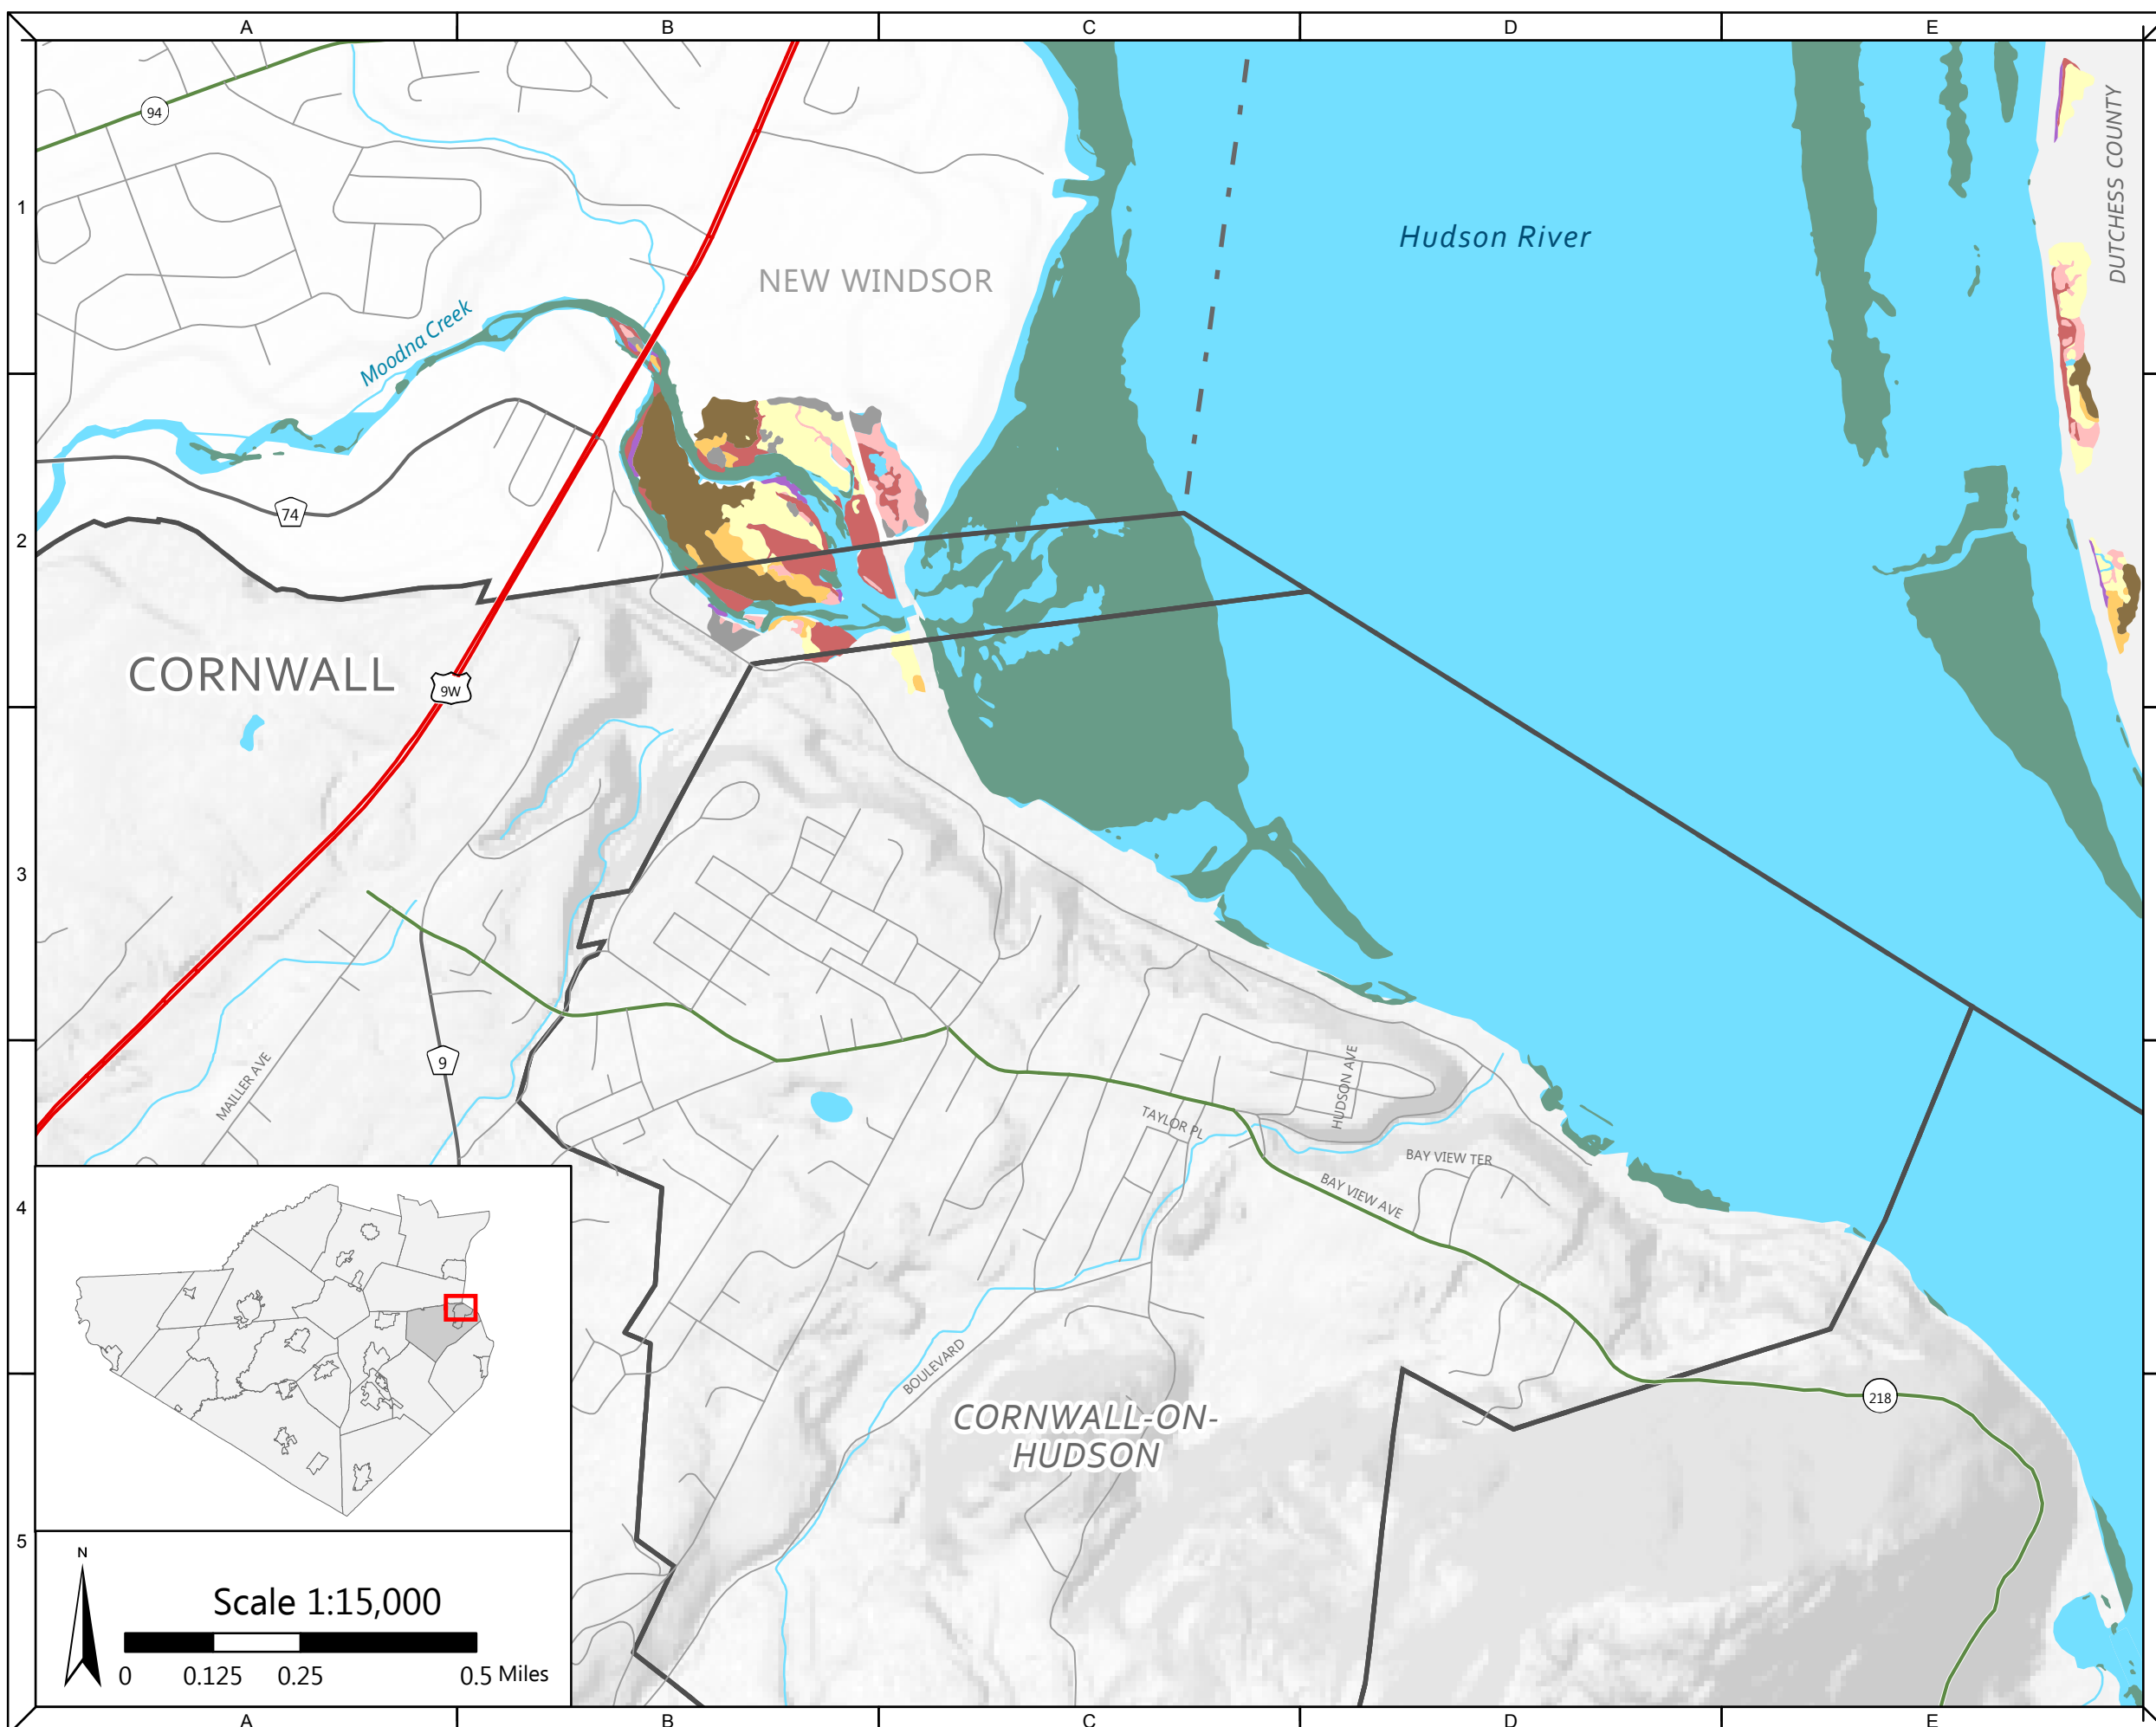 A B C D E
94
DUTCHESS COUNTY
1
Hudson River
NEW WINDSOR
Moodna Creek
74
2
CORNWALL
9W
3
9
MAILLER AVE
HUDSON AVE
TAYLOR PL
BAY VIEW TER
BAY VIEW AVE
4
BOULEVARD
218
CORNWALL-ON-
HUDSON
5
N
Scale 1:15,000
0 0.125 0.25 0.5 Miles
A B C D E